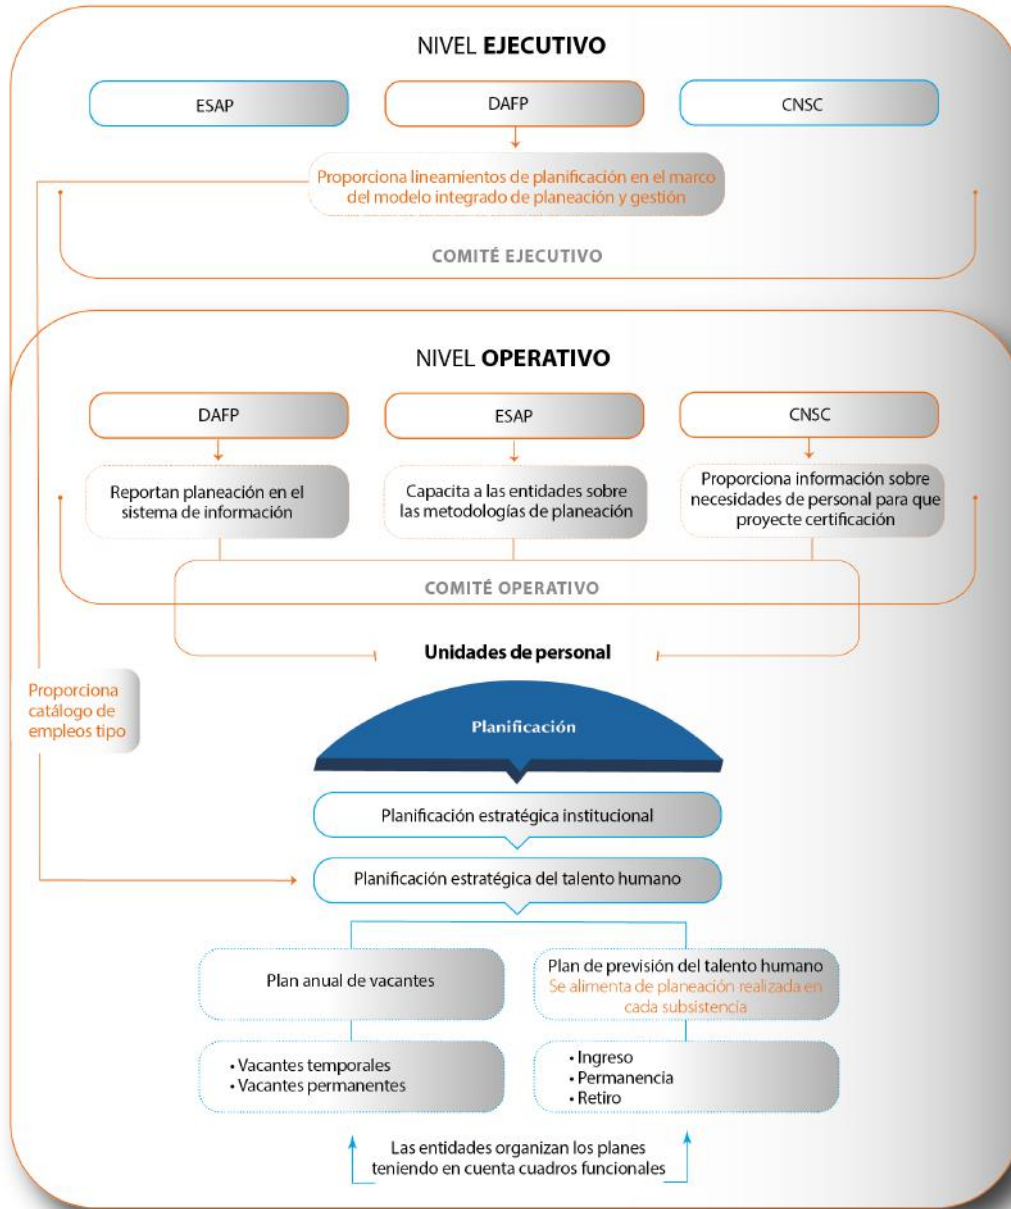 NIVEL EJECUTIVO
ESAP
DAFP
CNSC
Proporciona lineamientos de planificación en el marco
del modelo integrado de planeación y gestión
COMITÉ EJECUTIVO
NIVEL OPERATIVO
DAFP
ESAP
CNSC
Reportan planeación en el
sistema de información
Capacita a las entidades sobre
las metodologías de planeación
Proporciona información sobre
necesidades de personal para que
proyecte certificación
COMITÉ OPERATIVO
Unidades de personal
Proporciona
catálogo de
empleos tipo
Planificación
Planificación estratégica institucional
Planificación estratégica del talento humano
Plan anual de vacantes
Plan de previsión del talento humano
Se alimenta de planeación realizada en
cada subsistencia
• Vacantes temporales
• Vacantes permanentes
• Ingreso
• Permanencia
• Retiro
Las entidades organizan los planes
teniendo en cuenta cuadros funcionales